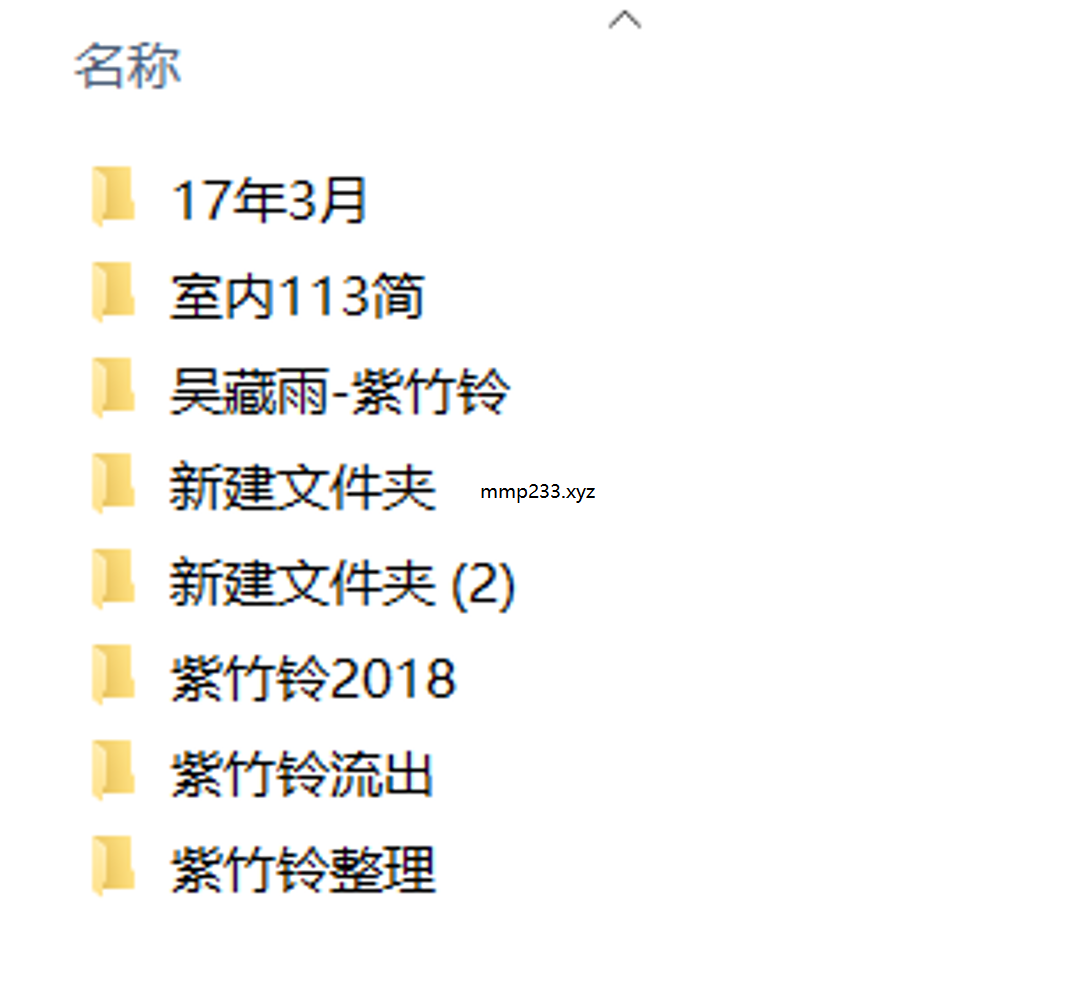 名称
17年3月
室内113简
吴藏雨-紫竹铃
新建文件夹
mmp233.xyz
新建文件夹 (2)
紫竹铃2018
紫竹铃流出
紫竹铃整理